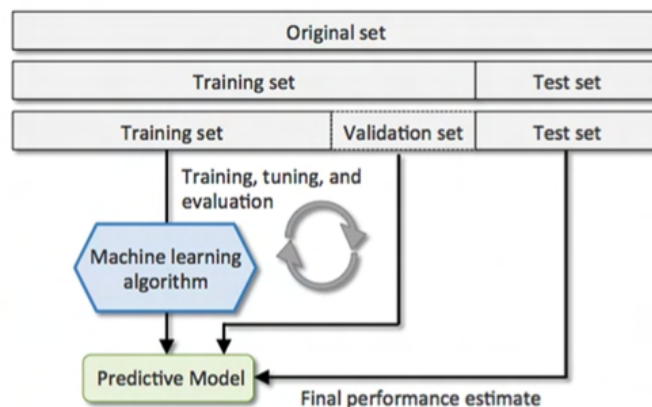 Original set
Training set
Test set
Training set
Validation set
Test set
Training, tuning, and
evaluation
Machine learning
algorithm
Predictive Model
Final performance estimate